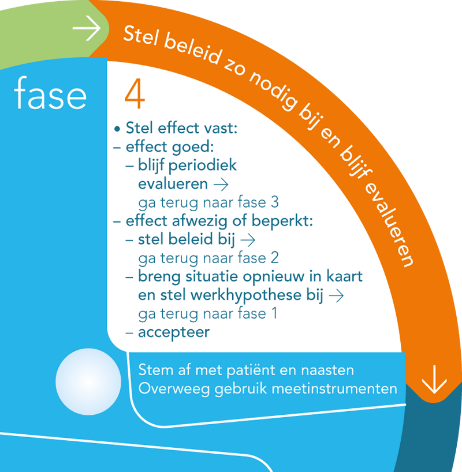 Stel beleid zo nodig bij en blijf evalueren
fase 4
• Stel effect vast:
– effect goed:
– blijf periodiek
evalueren →
ga terug naar fase 3
– effect afwezig of beperkt:
– stel beleid bij →
ga terug naar fase 2
– breng situatie opnieuw in kaart
en stel werkhypothese bij →
ga terug naar fase 1
– accepteer
Stem af met patiënt en naasten
Overweeg gebruik meetinstrumenten